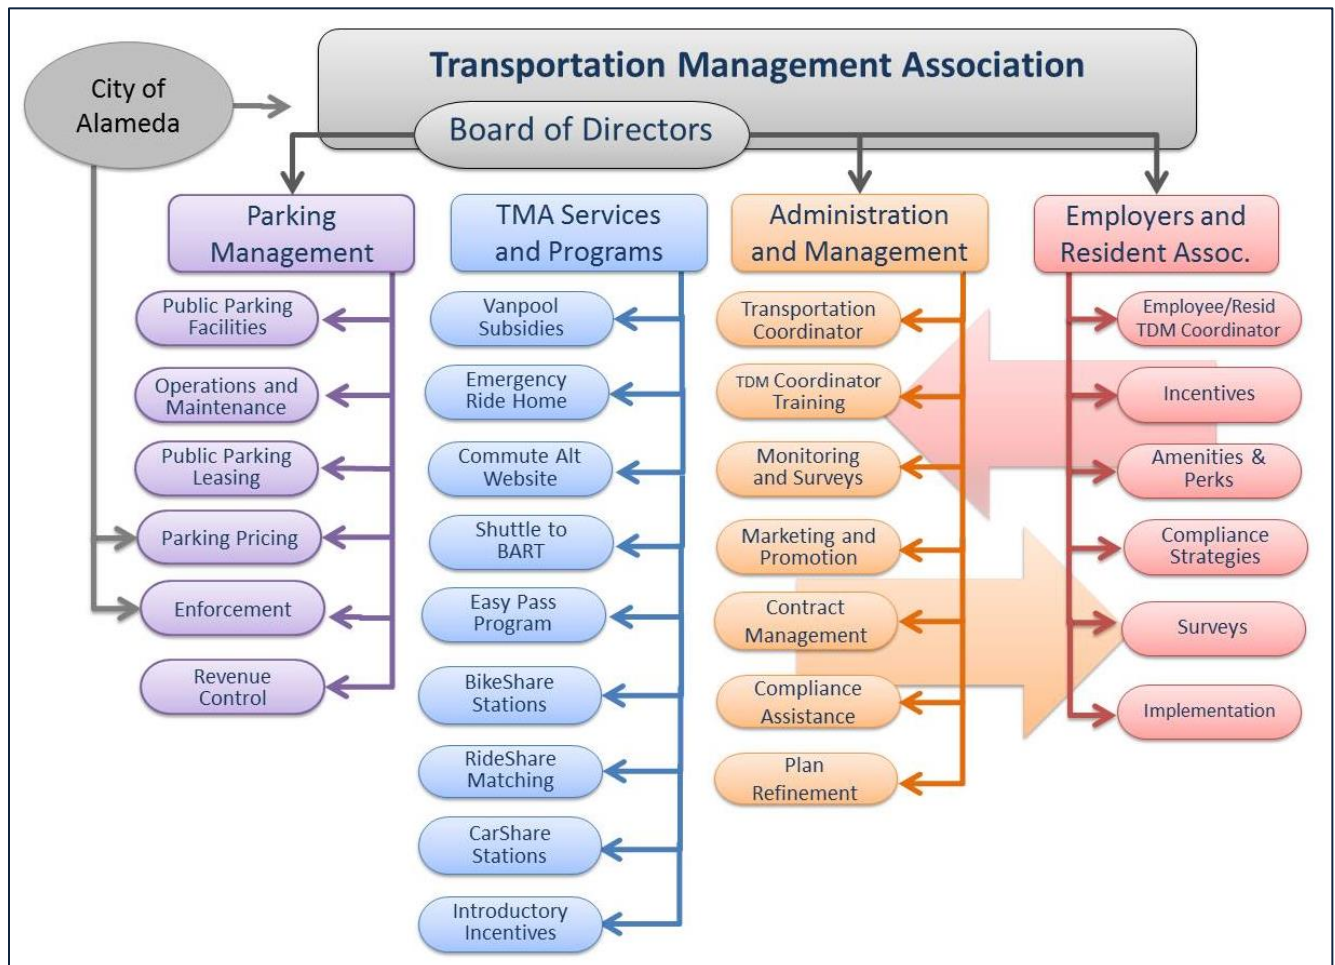 City of
Alameda
Transportation Management Association
Board of Directors
Parking
Management
Public Parking
Facilities
Operations and
Maintenance
Public Parking
Leasing
Parking Pricing
Enforcement
Revenue
Control
TMA Services
and Programs
Vanpool
Subsidies
Emergency
Ride Home
Commute Alt
Website
Shuttle to
BART
Easy Pass
Program
BikeShare
Stations
RideShare
Matching
CarShare
Stations
Introductory
Incentives
Administration
and Management
Transportation
Coordinator
TDM Coordinator
Training
Monitoring
and Surveys
Marketing and
Promotion
Contract
Management
Compliance
Assistance
Plan
Refinement
Employers and
Resident Assoc.
Employee/Resid
TDM Coordinator
Incentives
Amenities &
Perks
Compliance
Strategies
Surveys
Implementation